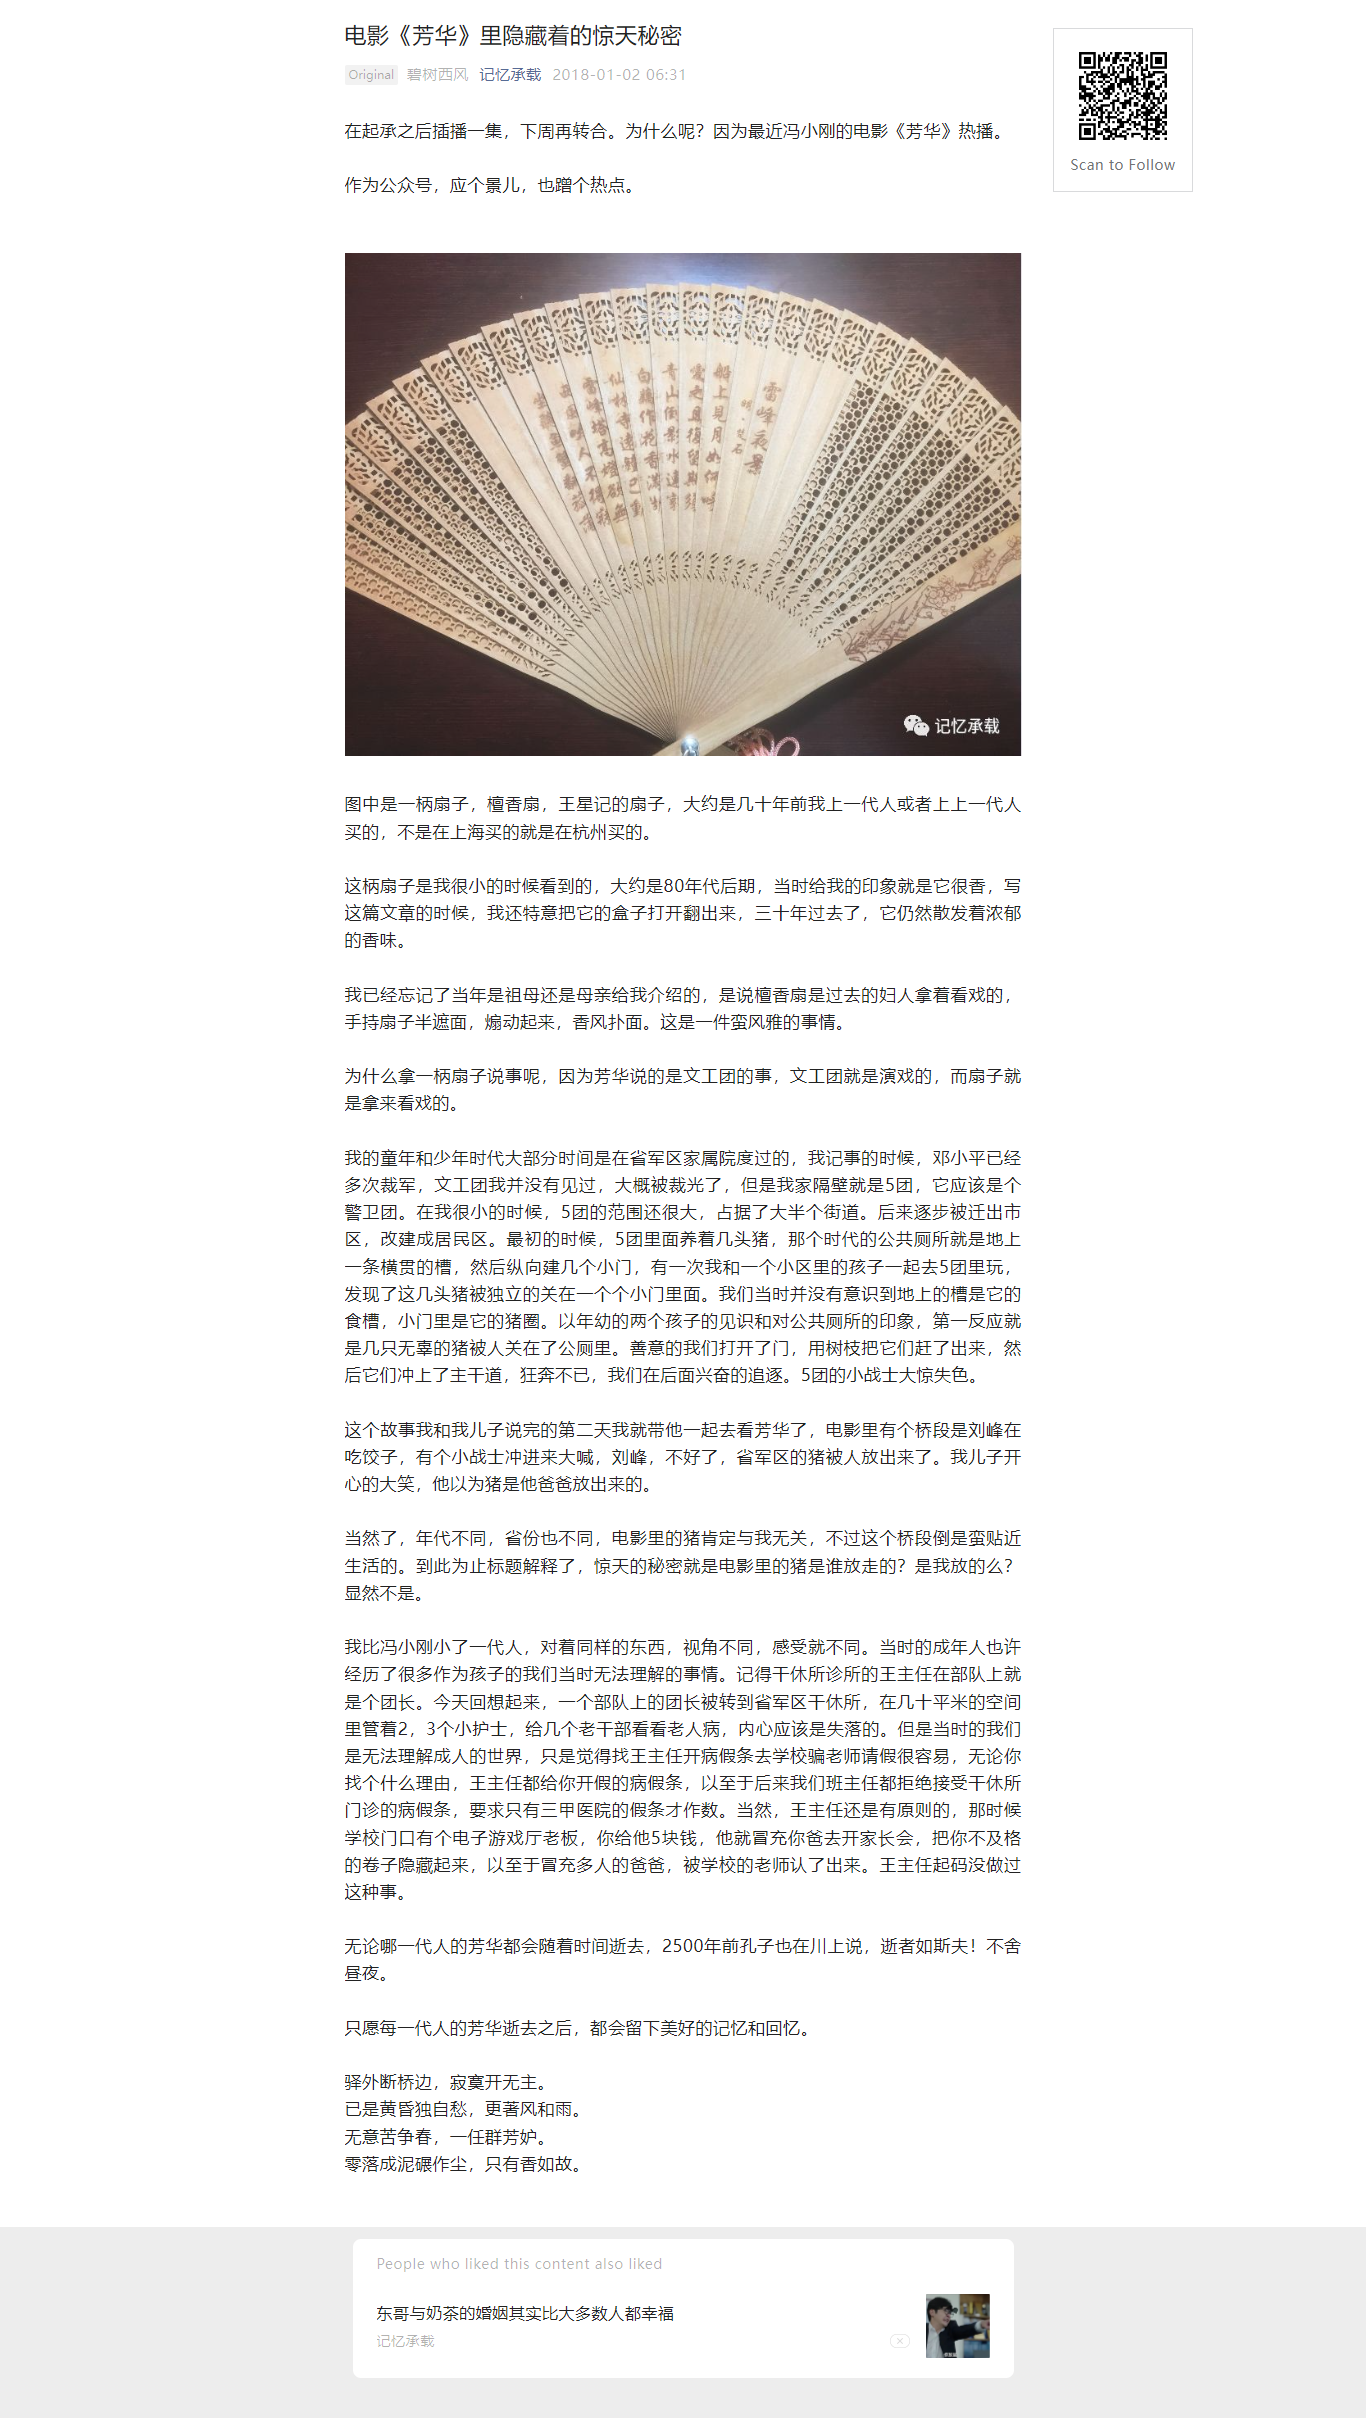 电影《芳华》里隐藏着的惊天秘密
Original 碧树西风 记忆承载 2018-01-02 06:31
Scan to Follow
在起承之后插播一集，下周再转合。为什么呢？因为最近冯小刚的电影《芳华》热播。
作为公众号，应个景儿，也蹭个热点。
雷峰夜景
船上見月如何呼
愛之且復留斯須
青山倒影水連郭
白藕作花香滿湖
仙林寺遠鐘已動
雷峰塔高燈欲無
记忆承载
图中是一柄扇子，檀香扇，王星记的扇子，大约是几十年前我上一代人或者上上一代人
买的，不是在上海买的就是在杭州买的。
这柄扇子是我很小的时候看到的，大约是80年代后期，当时给我的印象就是它很香，写
这篇文章的时候，我还特意把它的盒子打开翻出来，三十年过去了，它仍然散发着浓郁
的香味。
我已经忘记了当年是祖母还是母亲给我介绍的，是说檀香扇是过去的妇人拿着看戏的，
手持扇子半遮面，煽动起来，香风扑面。这是一件蛮风雅的事情。
为什么拿一柄扇子说事呢，因为芳华说的是文工团的事，文工团就是演戏的，而扇子就
是拿来看戏的。
我的童年和少年时代大部分时间是在省军区家属院度过的，我记事的时候，邓小平已经
多次裁军，文工团我并没有见过，大概被裁光了，但是我家隔壁就是5团，它应该是个
警卫团。在我很小的时候，5团的范围还很大，占据了大半个街道。后来逐步被迁出市
区，改建成居民区。最初的时候，5团里面养着几头猪，那个时代的公共厕所就是地上
一条横贯的槽，然后纵向建几个小门，有一次我和一个小区里的孩子一起去5团里玩，
发现了这几头猪被独立的关在一个个小门里面。我们当时并没有意识到地上的槽是它的
食槽，小门里是它的猪圈。以年幼的两个孩子的见识和对公共厕所的印象，第一反应就
是几只无辜的猪被人关在了公厕里。善意的我们打开了门，用树枝把它们赶了出来，然
后它们冲上了主干道，狂奔不已，我们在后面兴奋的追逐。5团的小战士大惊失色。
这个故事我和我儿子说完的第二天我就带他一起去看芳华了，电影里有个桥段是刘峰在
吃饺子，有个小战士冲进来大喊，刘峰，不好了，省军区的猪被人放出来了。我儿子开
心的大笑，他以为猪是他爸爸放出来的。
当然了，年代不同，省份也不同，电影里的猪肯定与我无关，不过这个桥段倒是蛮贴近
生活的。到此为止标题解释了，惊天的秘密就是电影里的猪是谁放走的？是我放的么？
显然不是。
我比冯小刚小了一代人，对着同样的东西，视角不同，感受就不同。当时的成年人也许
经历了很多作为孩子的我们当时无法理解的事情。记得干休所诊所的王主任在部队上就
是个团长。今天回想起来，一个部队上的团长被转到省军区干休所，在几十平米的空间
里管着2，3个小护士，给几个老干部看看老人病，内心应该是失落的。但是当时的我们
是无法理解成人的世界，只是觉得找王主任开病假条去学校骗老师请假很容易，无论你
找个什么理由，王主任都给你开假的病假条，以至于后来我们班主任都拒绝接受干休所
门诊的病假条，要求只有三甲医院的假条才作数。当然，王主任还是有原则的，那时候
学校门口有个电子游戏厅老板，你给他5块钱，他就冒充你爸去开家长会，把你不及格
的卷子隐藏起来，以至于冒充多人的爸爸，被学校的老师认了出来。王主任起码没做过
这种事。
无论哪一代人的芳华都会随着时间逝去，2500年前孔子也在川上说，逝者如斯夫！不舍
昼夜。
只愿每一代人的芳华逝去之后，都会留下美好的记忆和回忆。
驿外断桥边，寂寞开无主。
已是黄昏独自愁，更著风和雨。
无意苦争春，一任群芳妒。
零落成泥碾作尘，只有香如故。
People who liked this content also liked
东哥与奶茶的婚姻其实比大多数人都幸福
记忆承载